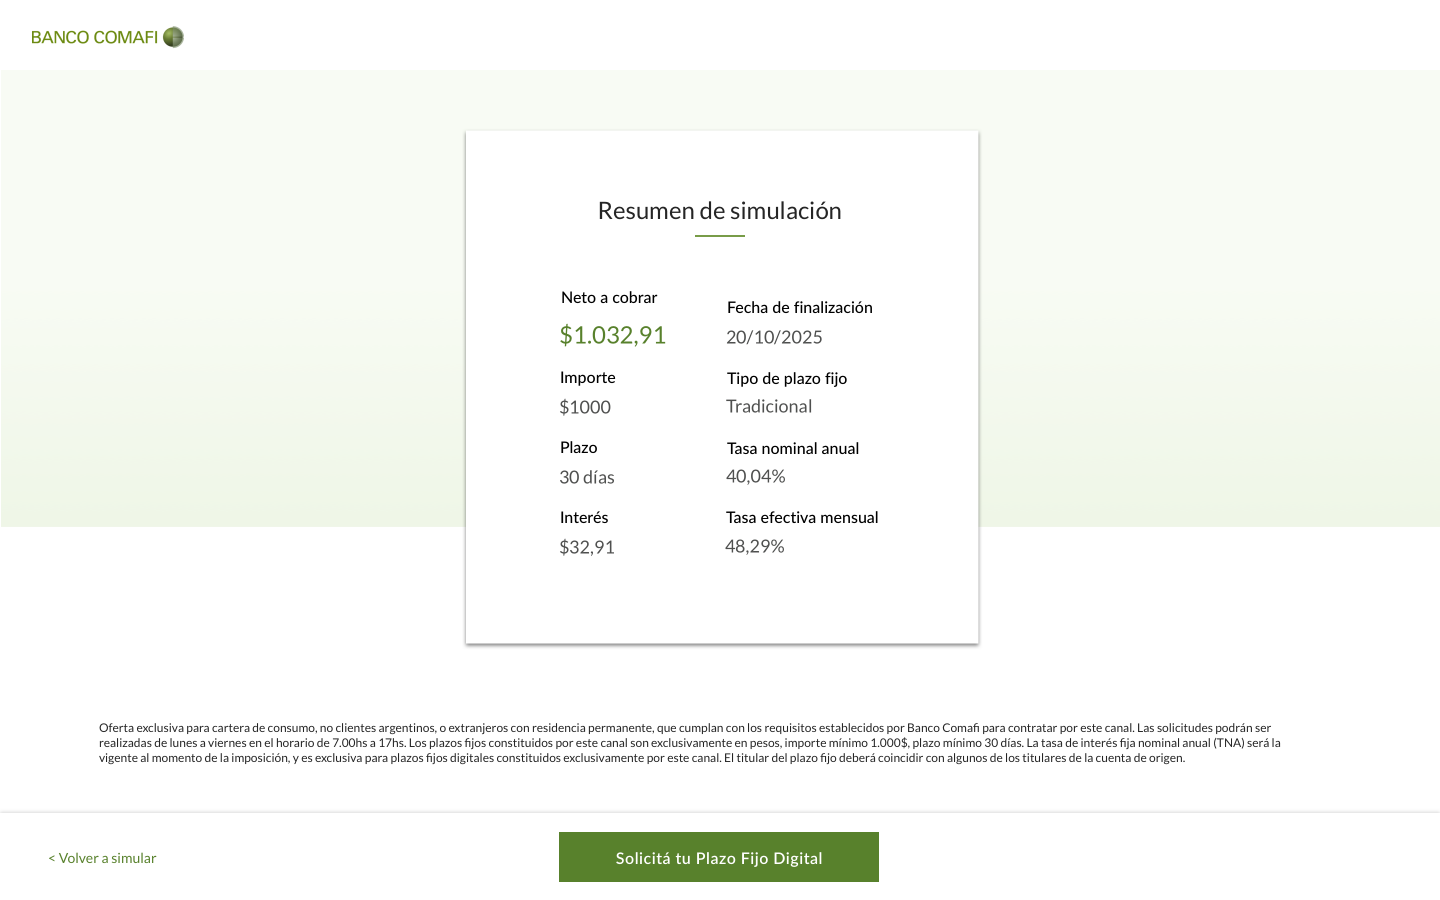 BANCO COMAFI
Resumen de simulación
Neto a cobrar
$1.032,91
Importe
$1000
Plazo
30 días
Interés
$32,91
Fecha de finalización
20/10/2025
Tipo de plazo fijo
Tradicional
Tasa nominal anual
40,04%
Tasa efectiva mensual
48,29%
Oferta exclusiva para cartera de consumo, no clientes argentinos, o extranjeros con residencia permanente, que cumplan con los requisitos establecidos por Banco Comafi para contratar por este canal. Las solicitudes podrán ser
realizadas de lunes a viernes en el horario de 7.00hs a 17hs. Los plazos fijos constituidos por este canal son exclusivamente en pesos, importe mínimo 1.000$, plazo mínimo 30 días. La tasa de interés fija nominal anual (TNA) será la
vigente al momento de la imposición, y es exclusiva para plazos fijos digitales constituidos exclusivamente por este canal. El titular del plazo fijo deberá coincidir con algunos de los titulares de la cuenta de origen.
< Volver a simular
Solicitá tu Plazo Fijo Digital